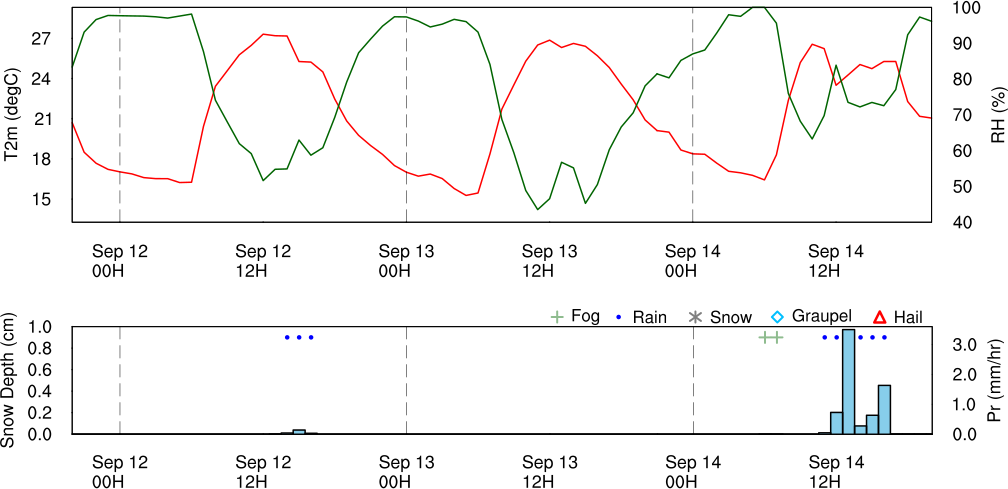 100
27
90
24
80
21
70
18
60
15
50
40
T2m (degC)
RH (%)
Sep 12
00H
Sep 12
12H
Sep 13
00H
Sep 13
12H
Sep 14
00H
Sep 14
12H
Fog
Rain
Snow
Graupel
Hail
1.0
0.8
0.6
0.4
0.2
0.0
Snow Depth (cm)
3.0
2.0
1.0
0.0
Pr (mm/hr)
Sep 12
00H
Sep 12
12H
Sep 13
00H
Sep 13
12H
Sep 14
00H
Sep 14
12H